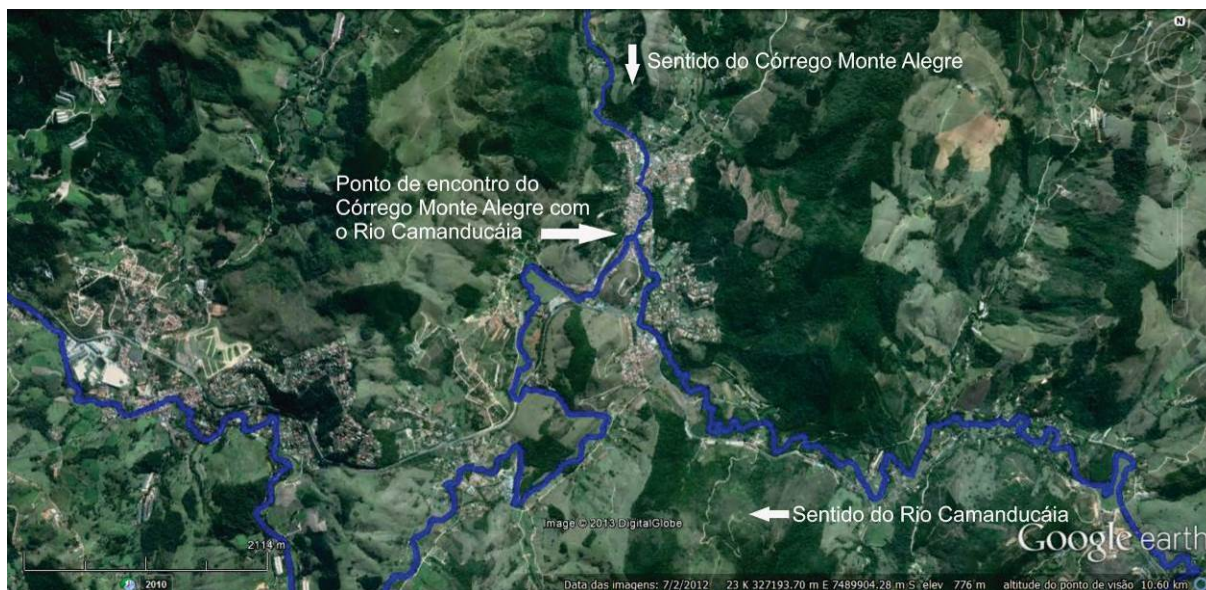 N
Sentido do Córrego Monte Alegre
Ponto de encontro do
Córrego Monte Alegre com
o Rio Camanducáia
Sentido do Rio Camanducáia
Image © 2013 DigitalGlobe
Google earth
2114 m
2010
Data das imagens: 7/2/2012 23 K 327193.70 m E 7489904.28 m S elev 776 m altitude do ponto de visão 10.60 km